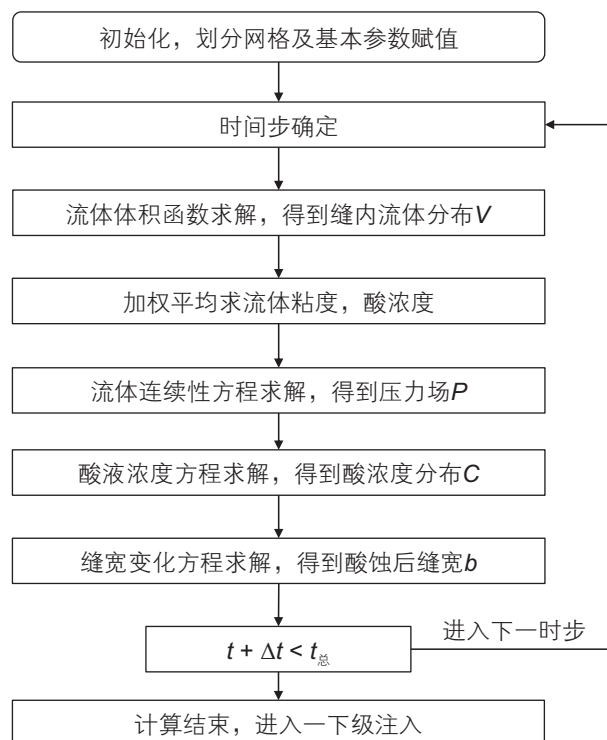 初始化，划分网格及基本参数赋值
时间步确定
流体体积函数求解，得到缝内流体分布V
加权平均求流体粘度，酸浓度
流体连续性方程求解，得到压力场P
酸液浓度方程求解，得到酸浓度分布C
缝宽变化方程求解，得到酸蚀后缝宽b
t + Δt < t总
进入下一时步
计算结束，进入一下级注入